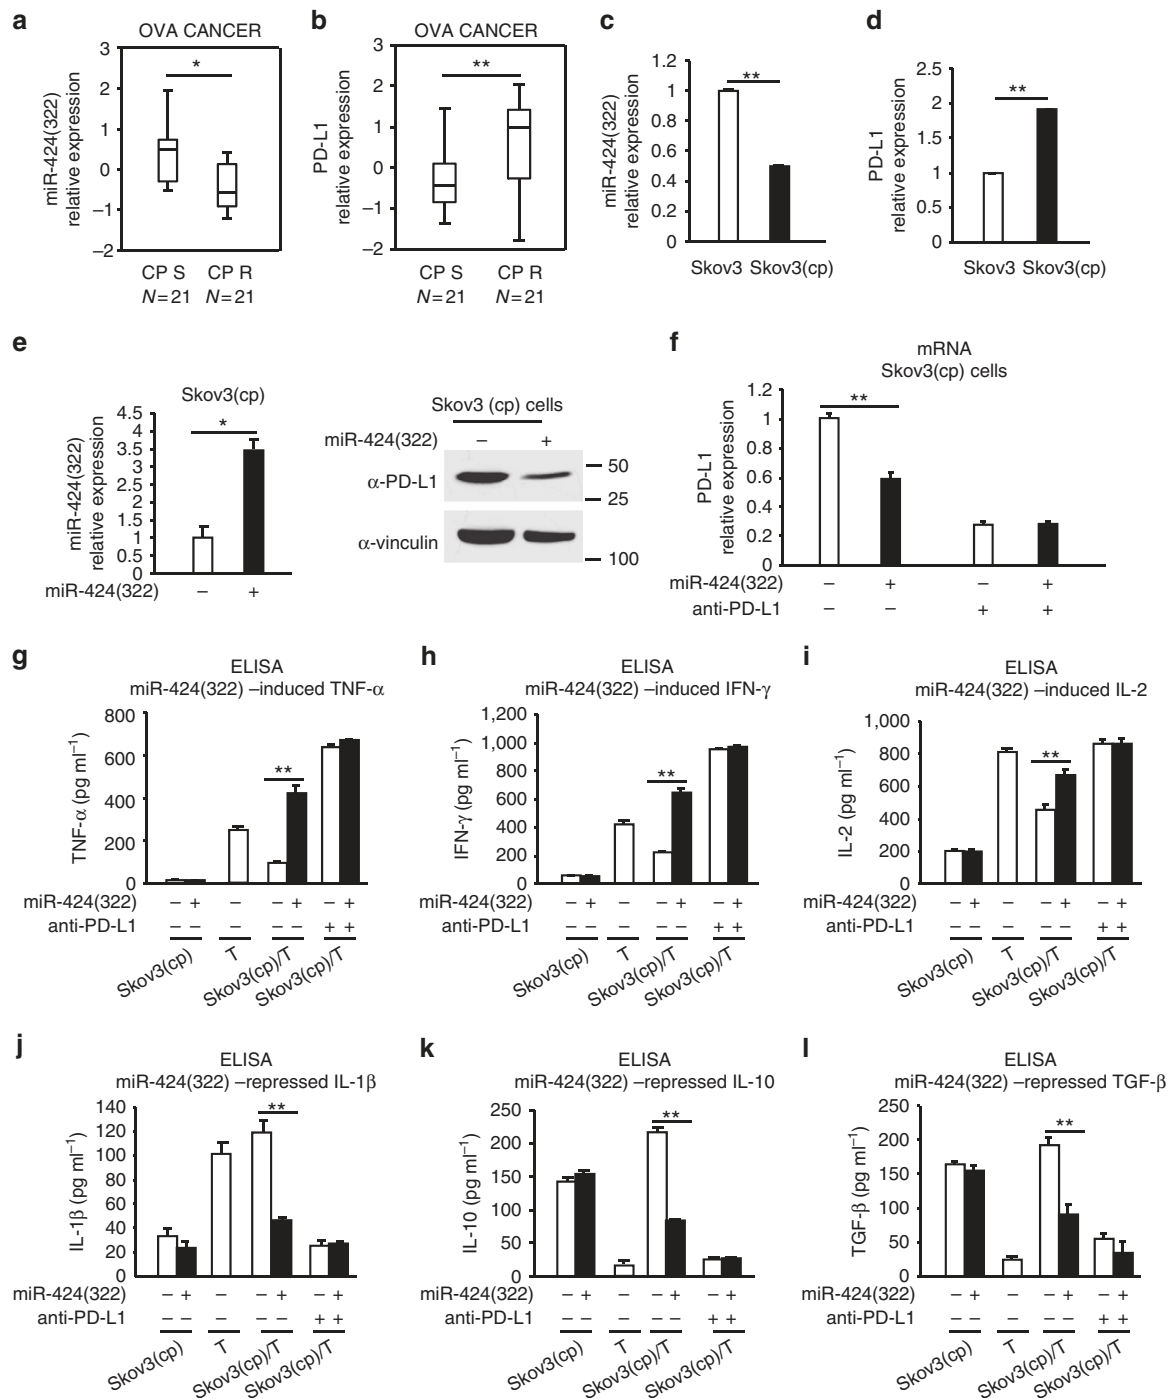 a
OVA CANCER
miR-424(322)
relative expression
3
2
1
0
–1
–2
*
CP S CP R
N=21 N=21
b
OVA CANCER
PD-L1
relative expression
3
2
1
0
–1
–2
**
CP S CP R
N=21 N=21
c
miR-424(322)
relative expression
1.2
1
0.8
0.6
0.4
0.2
0
**
Skov3 Skov3(cp)
d
PD-L1
relative expression
2.5
2
1.5
1
0.5
0
**
Skov3 Skov3(cp)
e
Skov3(cp)
miR-424(322)
relative expression
4.5
4
3.5
3
2.5
2
1.5
1
0.5
0
*
miR-424(322) – +
Skov3 (cp) cells
miR-424(322) – +
α-PD-L1
50
25
α-vinculin
100
f
mRNA
Skov3(cp) cells
PD-L1
relative expression
1.2
1
0.8
0.6
0.4
0.2
0
**
miR-424(322) – + – +
anti-PD-L1 – – + +
g
ELISA
miR-424(322) –induced TNF-α
TNF-α (pg ml–1)
800
600
400
200
0
**
miR-424(322) – + – – + – +
anti-PD-L1 – – – – – + +
Skov3(cp) T Skov3(cp)/T Skov3(cp)/T
h
ELISA
miR-424(322) –induced IFN-γ
IFN-γ (pg ml–1)
1,200
1,000
800
600
400
200
0
**
miR-424(322) – + – – + – +
anti-PD-L1 – – – – – + +
Skov3(cp) T Skov3(cp)/T Skov3(cp)/T
i
ELISA
miR-424(322) –induced IL-2
IL-2 (pg ml–1)
1,000
800
600
400
200
0
**
miR-424(322) – + – – + – +
anti-PD-L1 – – – – – + +
Skov3(cp) T Skov3(cp)/T Skov3(cp)/T
j
ELISA
miR-424(322) –repressed IL-1β
IL-1β (pg ml–1)
140
120
100
80
60
40
20
0
**
miR-424(322) – + – – + – +
anti-PD-L1 – – – – – + +
Skov3(cp) T Skov3(cp)/T Skov3(cp)/T
k
ELISA
miR-424(322) –repressed IL-10
IL-10 (pg ml–1)
250
200
150
100
50
0
**
miR-424(322) – + – – + – +
anti-PD-L1 – – – – – + +
Skov3(cp) T Skov3(cp)/T Skov3(cp)/T
l
ELISA
miR-424(322) –repressed TGF-β
TGF-β (pg ml–1)
250
200
150
100
50
0
**
miR-424(322) – + – – + – +
anti-PD-L1 – – – – – + +
Skov3(cp) T Skov3(cp)/T Skov3(cp)/T